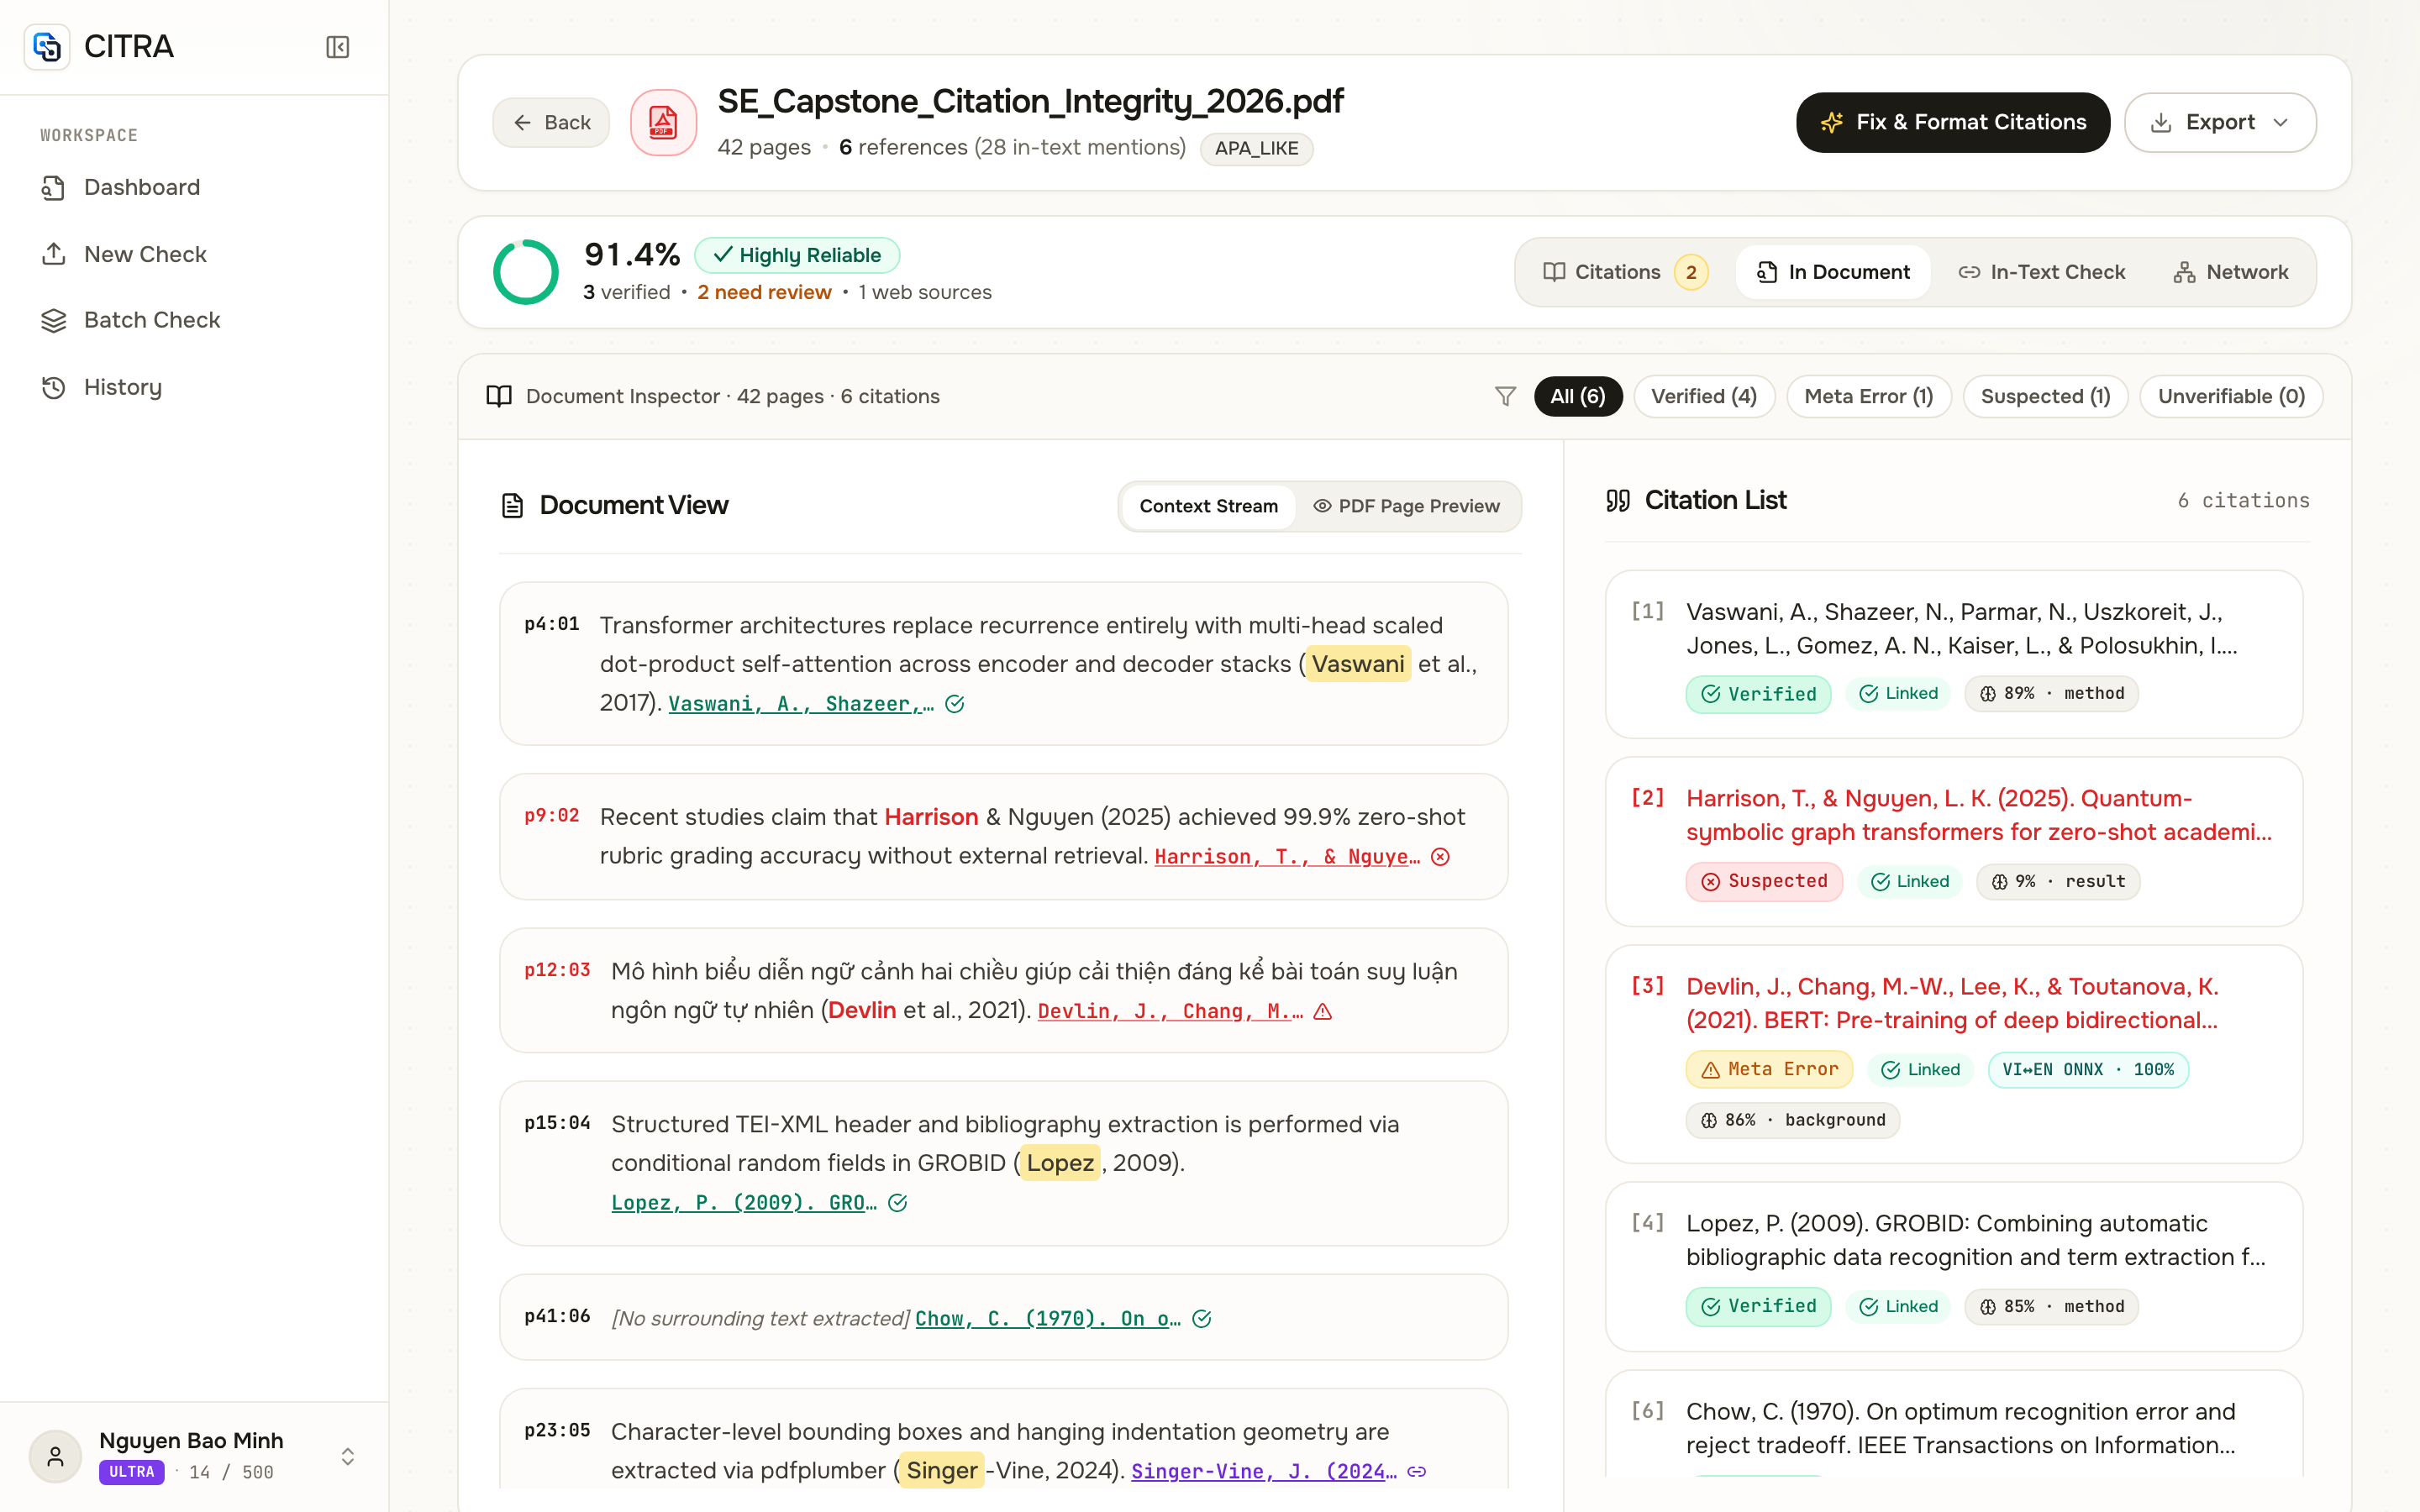 CITRA
WORKSPACE
Dashboard
New Check
Batch Check
History
Nguyen Bao Minh
ULTRA · 14 / 500
Back
PDF
SE_Capstone_Citation_Integrity_2026.pdf
42 pages • 6 references (28 in-text mentions) APA_LIKE
Fix & Format Citations
Export
91.4% Highly Reliable
3 verified • 2 need review • 1 web sources
Citations 2
In Document
In-Text Check
Network
Document Inspector · 42 pages · 6 citations
All (6)
Verified (4)
Meta Error (1)
Suspected (1)
Unverifiable (0)
Document View
Context Stream
PDF Page Preview
p4:01 Transformer architectures replace recurrence entirely with multi-head scaled
dot-product self-attention across encoder and decoder stacks (Vaswani et al.,
2017). Vaswani, A., Shazeer,…
p9:02 Recent studies claim that Harrison & Nguyen (2025) achieved 99.9% zero-shot
rubric grading accuracy without external retrieval. Harrison, T., & Nguye…
p12:03 Mô hình biểu diễn ngữ cảnh hai chiều giúp cải thiện đáng kể bài toán suy luận
ngôn ngữ tự nhiên (Devlin et al., 2021). Devlin, J., Chang, M.…
p15:04 Structured TEI-XML header and bibliography extraction is performed via
conditional random fields in GROBID (Lopez, 2009).
Lopez, P. (2009). GRO…
p41:06 [No surrounding text extracted] Chow, C. (1970). On o…
p23:05 Character-level bounding boxes and hanging indentation geometry are
extracted via pdfplumber (Singer-Vine, 2024). Singer-Vine, J. (2024…
Citation List
6 citations
[1] Vaswani, A., Shazeer, N., Parmar, N., Uszkoreit, J.,
Jones, L., Gomez, A. N., Kaiser, L., & Polosukhin, I.…
Verified Linked 89% · method
[2] Harrison, T., & Nguyen, L. K. (2025). Quantum-
symbolic graph transformers for zero-shot academi…
Suspected Linked 9% · result
[3] Devlin, J., Chang, M.-W., Lee, K., & Toutanova, K.
(2021). BERT: Pre-training of deep bidirectional…
Meta Error Linked VI↔EN ONNX · 100%
86% · background
[4] Lopez, P. (2009). GROBID: Combining automatic
bibliographic data recognition and term extraction f…
Verified Linked 85% · method
[6] Chow, C. (1970). On optimum recognition error and
reject tradeoff. IEEE Transactions on Information…